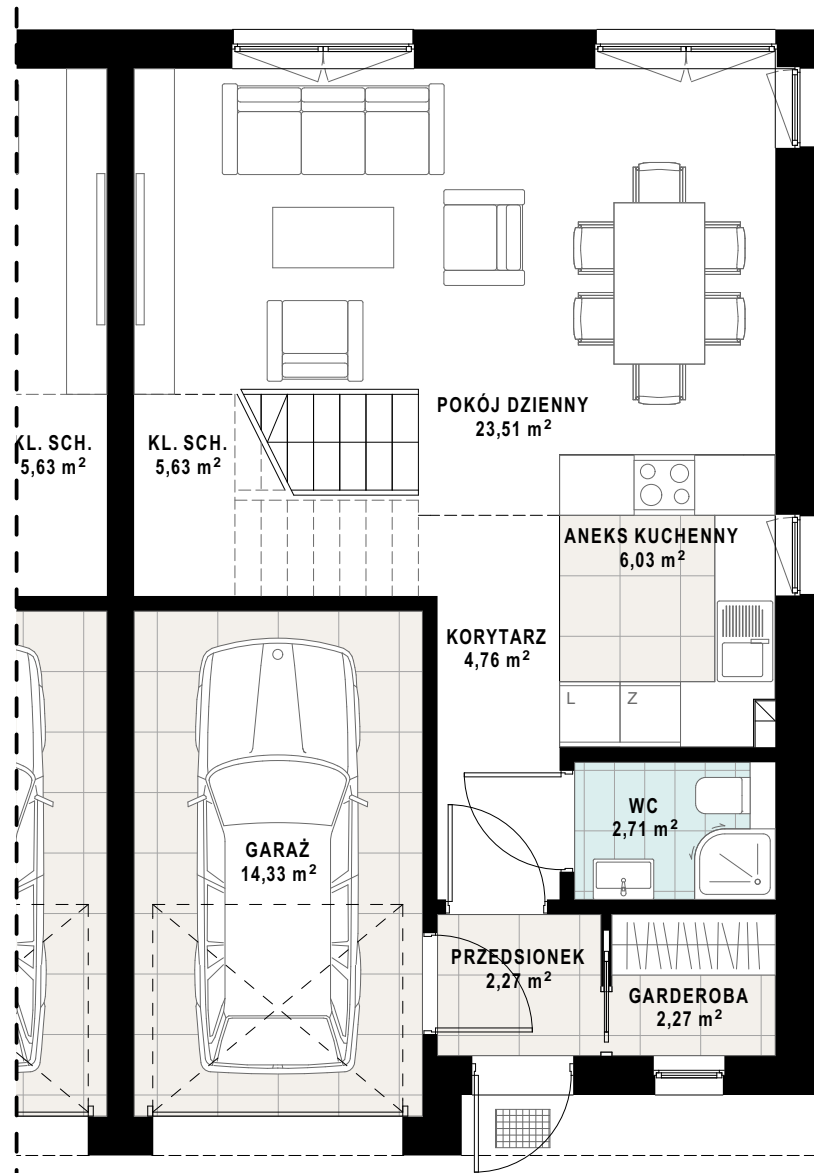 POKÓJ DZIENNY
23,51 m²
KL. SCH.
5,63 m²
KL. SCH.
5,63 m²
ANEKS KUCHENNY
6,03 m²
KORYTARZ
4,76 m²
L
Z
WC
2,71 m²
GARAŻ
14,33 m²
PRZEDSIONEK
2,27 m²
GARDEROBA
2,27 m²